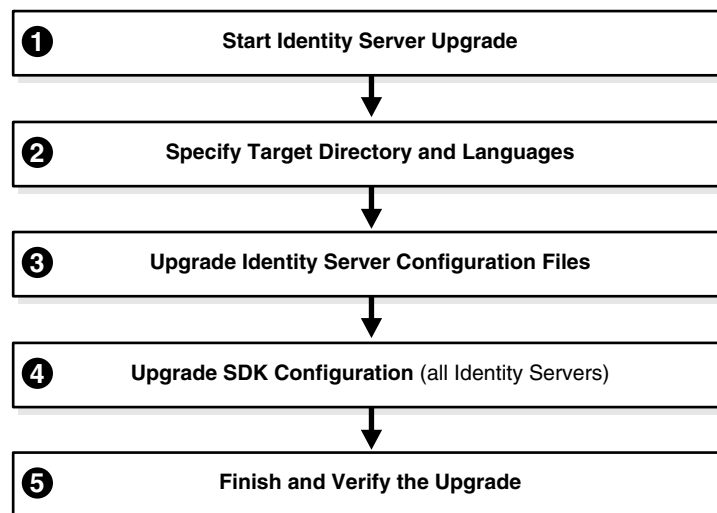 1 Start Identity Server Upgrade
2 Specify Target Directory and Languages
3 Upgrade Identity Server Configuration Files
4 Upgrade SDK Configuration (all Identity Servers)
5 Finish and Verify the Upgrade